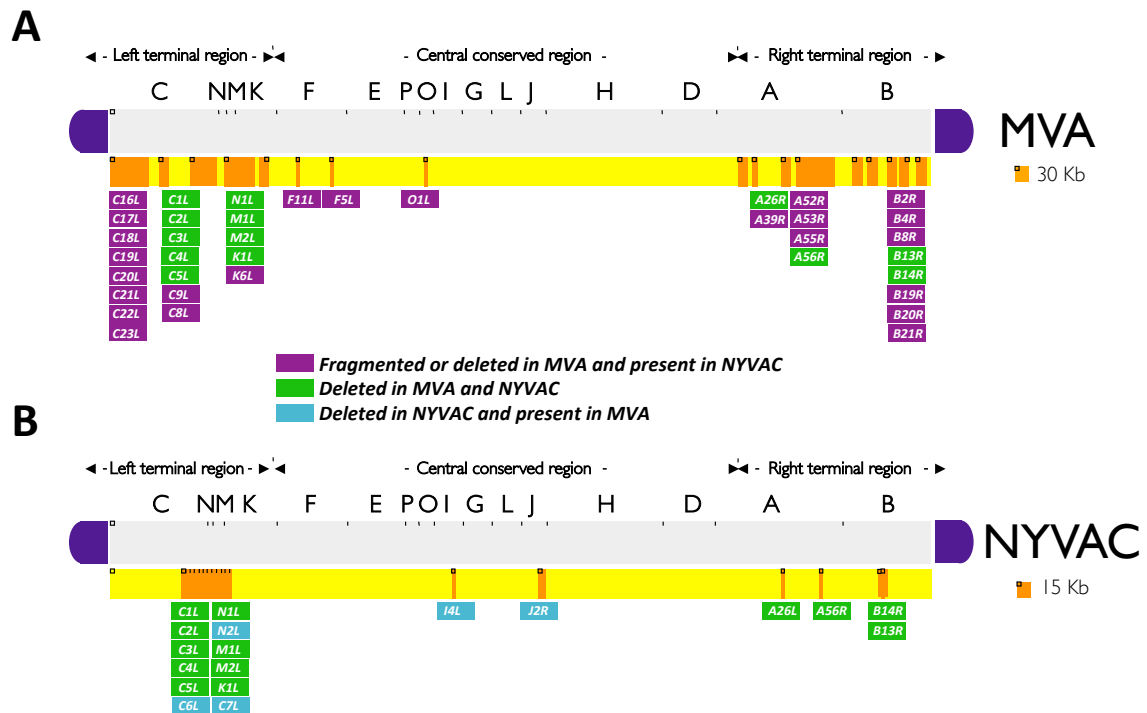 A
- Left terminal region -
- Central conserved region -
- Right terminal region -
C N M K F E P O I G L J H D A B
MVA
30 Kb
C16L C1L N1L F11L F5L O1L A26R A52R B2R
C17L C2L M1L A39R A53R B4R
C18L C3L M2L A55R B8R
C19L C4L K1L A56R B13R
C20L C5L K6L B14R
C21L C9L B19R
C22L C8L B20R
C23L B21R
Fragmented or deleted in MVA and present in NYVAC
Deleted in MVA and NYVAC
Deleted in NYVAC and present in MVA
B
- Left terminal region -
- Central conserved region -
- Right terminal region -
C N M K F E P O I G L J H D A B
NYVAC
15 Kb
C1L N1L I4L J2R A26L A56R B14R
C2L N2L B13R
C3L M1L
C4L M2L
C5L K1L
C6L C7L